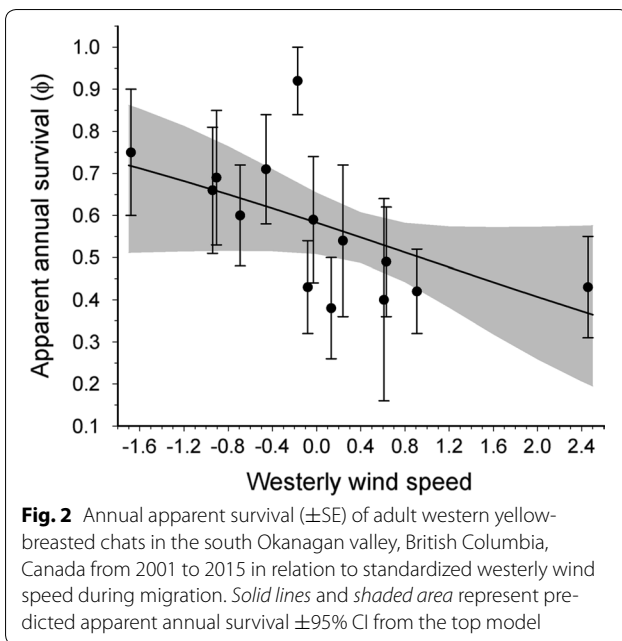 1.0
0.9
0.8
0.7
0.6
0.5
0.4
0.3
0.2
0.1
Apparent annual survival (ϕ)
-1.6 -1.2 -0.8 -0.4 0.0 0.4 0.8 1.2 1.6 2.0 2.4
Westerly wind speed
Fig. 2 Annual apparent survival (±SE) of adult western yellow-
breasted chats in the south Okanagan valley, British Columbia,
Canada from 2001 to 2015 in relation to standardized westerly wind
speed during migration. Solid lines and shaded area represent pre-
dicted apparent annual survival ±95% CI from the top model